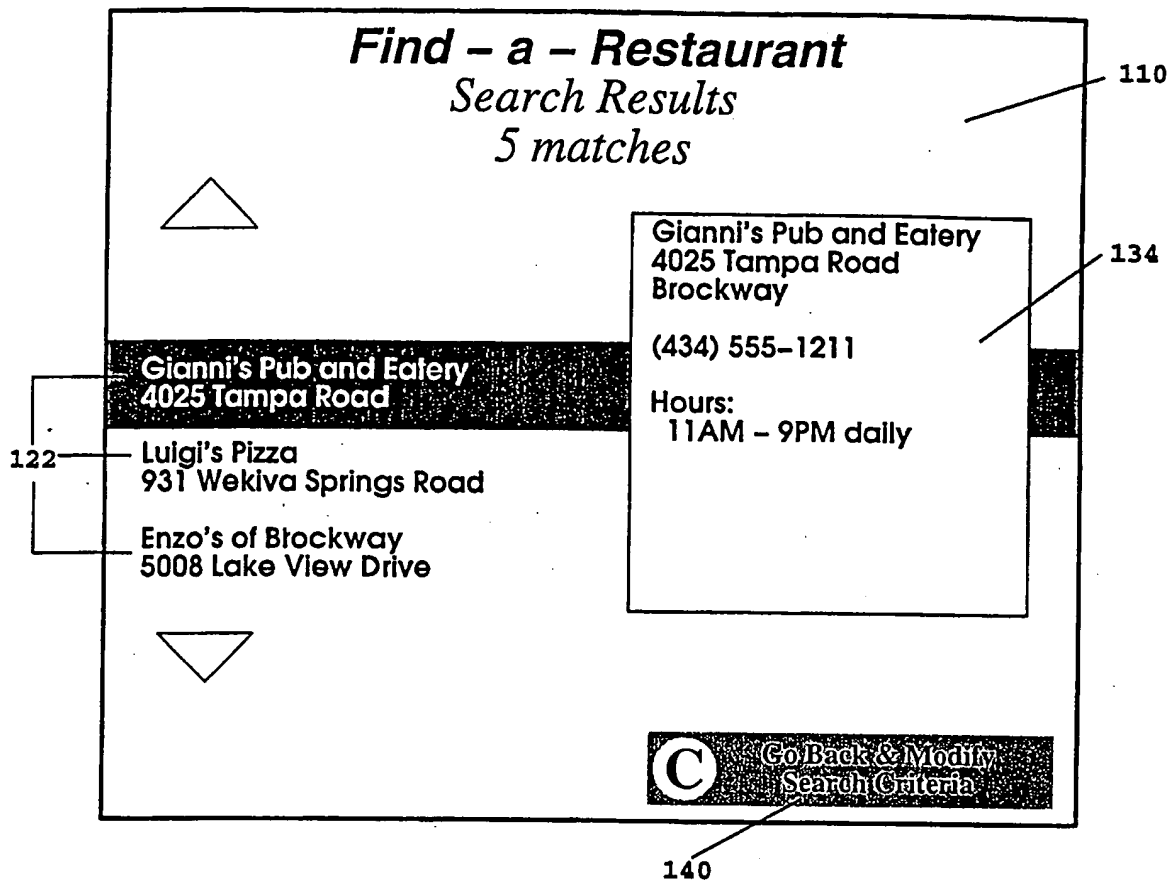 Find – a – Restaurant
Search Results
5 matches
110
Gianni's Pub and Eatery
4025 Tampa Road
Brockway
(434) 555–1211
Hours:
11AM – 9PM daily
134
Gianni's Pub and Eatery
4025 Tampa Road
122
Luigi's Pizza
931 Wekiva Springs Road
Enzo's of Brockway
5008 Lake View Drive
C
Go Back & Modify
Search Criteria
140